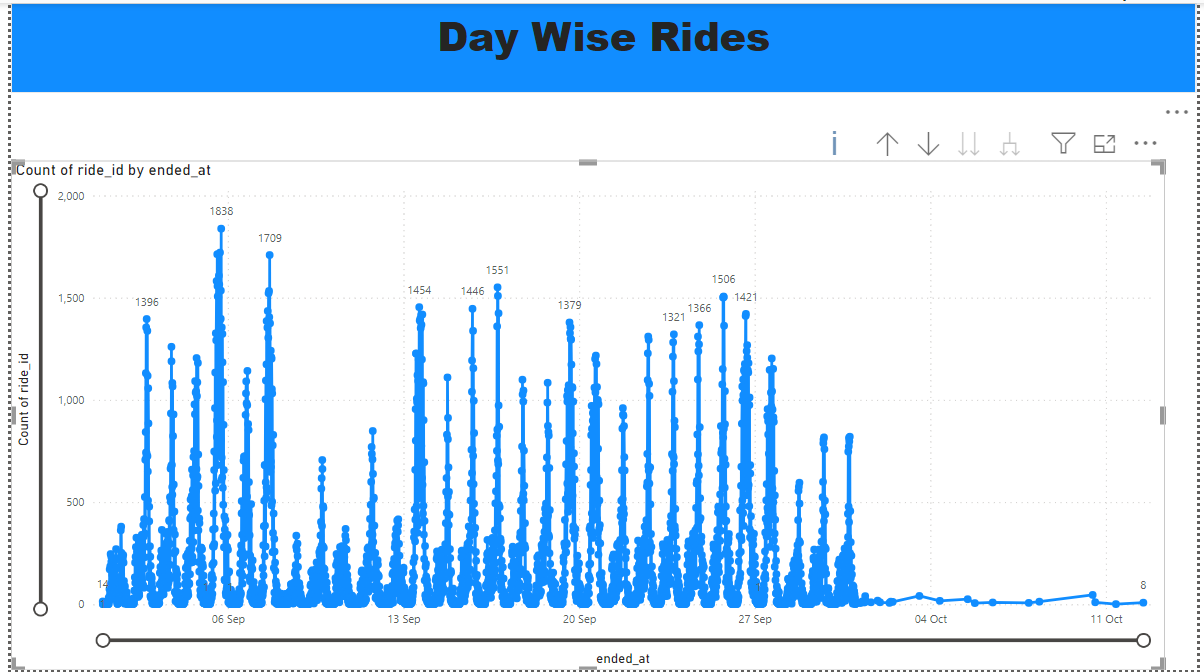 Day Wise Rides
Count of ride_id by ended_at
2,000
1838
1709
1551
1506
1,500
1396
1454
1446
1379
1321
1366
1421
Count of ride_id
1,000
500
14
8
0
06 Sep
13 Sep
20 Sep
27 Sep
04 Oct
11 Oct
ended_at